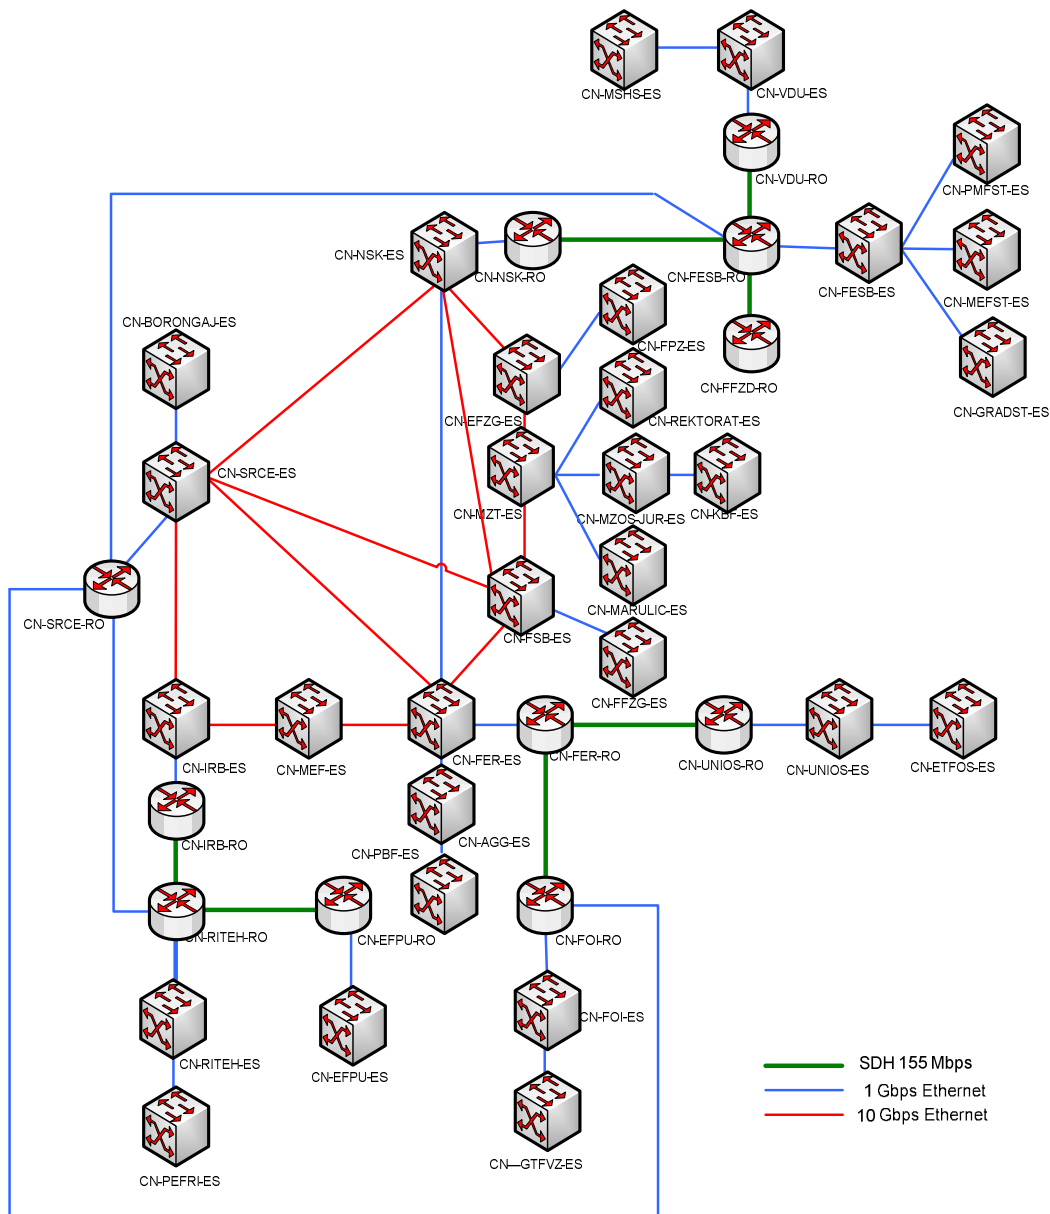 CN-MSHS-ES
CN-VDU-ES
CN-VDU-RO
CN-PMFST-ES
CN-NSK-ES
CN-NSK-RO
CN-FESB-RO
CN-FESB-ES
CN-MEFST-ES
CN-BORONGAJ-ES
CN-FPZ-ES
CN-FFZD-RO
CN-GRADST-ES
CN-EFZG-ES
CN-REKTORAT-ES
CN-SRCE-ES
CN-MZT-ES
CN-MZOS-JUR-ES
CN-KBF-ES
CN-MARULIC-ES
CN-SRCE-RO
CN-FSB-ES
CN-FFZG-ES
CN-IRB-ES
CN-MEF-ES
CN-FER-ES
CN-FER-RO
CN-UNIOS-RO
CN-UNIOS-ES
CN-ETFOS-ES
CN-IRB-RO
CN-AGG-ES
CN-PBF-ES
CN-RITEH-RO
CN-EFPU-RO
CN-FOI-RO
CN-FOI-ES
CN-RITEH-ES
CN-EFPU-ES
SDH 155 Mbps
1 Gbps Ethernet
10 Gbps Ethernet
CN—GTFVZ-ES
CN-PEFRI-ES